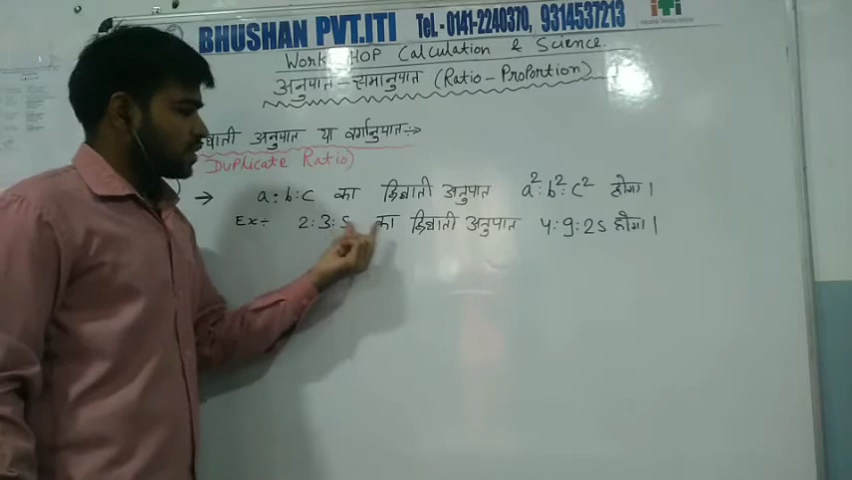 BHUSHAN PVT.ITI Tel.- 0141-2240370, 9314537213
WorkSHOP Calculation & Science.
अनुपात - समानुपात (Ratio - Proportion)
अनुपात या वर्गानुपात ÷→
Duplicate Ratio)
→ a:b:c का द्विघाती अनुपात a²:b²:c² होगा।
Ex÷ 2:3:5 का द्विघाती अनुपात 4:9:25 होगा।